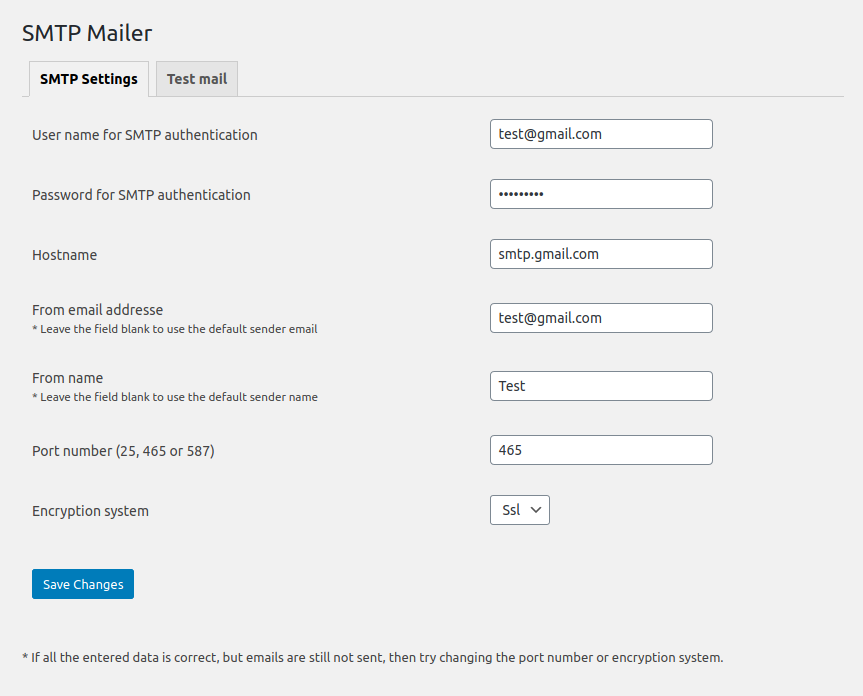 SMTP Mailer
SMTP Settings
Test mail
User name for SMTP authentication
test@gmail.com
Password for SMTP authentication
•••••••••
Hostname
smtp.gmail.com
From email addresse
* Leave the field blank to use the default sender email
test@gmail.com
From name
* Leave the field blank to use the default sender name
Test
Port number (25, 465 or 587)
465
Encryption system
Ssl
Save Changes
* If all the entered data is correct, but emails are still not sent, then try changing the port number or encryption system.